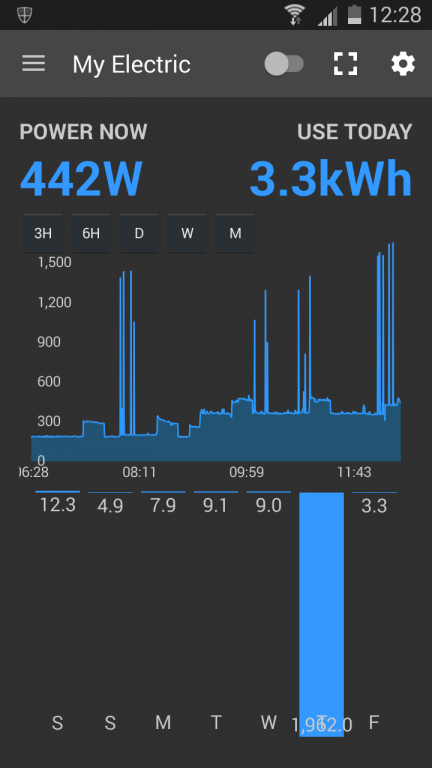 12:28
My Electric
POWER NOW USE TODAY
442W 3.3kWh
3H 6H D W M
1,500
1,200
900
600
300
0
06:28 08:11 09:59 11:43
12.3 4.9 7.9 9.1 9.0 3.3
S S M T W T F
1,962.0